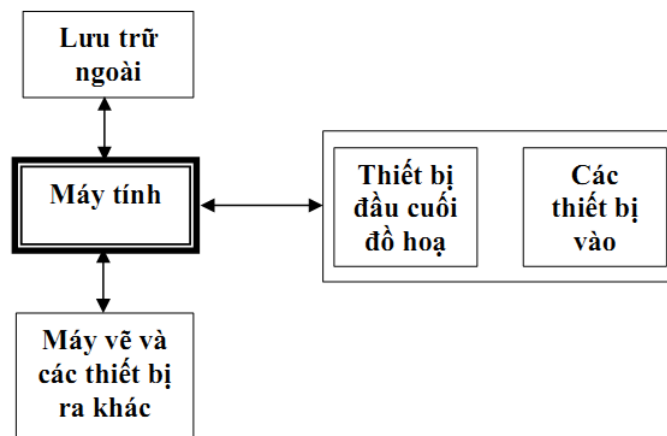 Lưu trữ
ngoài
Máy tính
Thiết bị
đầu cuối
đồ hoạ
Các
thiết bị
vào
Máy vẽ và
các thiết bị
ra khác